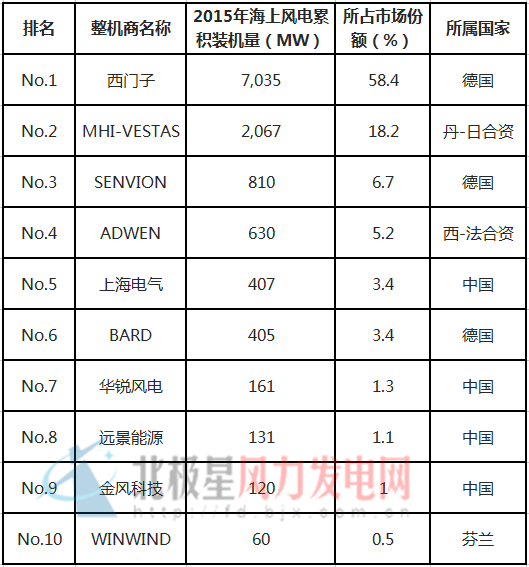 排名 整机商名称 2015年海上风电累积装机量（MW） 所占市场份额（%） 所属国家
No.1 西门子 7,035 58.4 德国
No.2 MHI-VESTAS 2,067 18.2 丹-日合资
No.3 SENVION 810 6.7 德国
No.4 ADWEN 630 5.2 西-法合资
No.5 上海电气 407 3.4 中国
No.6 BARD 405 3.4 德国
No.7 华锐风电 161 1.3 中国
No.8 远景能源 131 1.1 中国
北极星风力发电网
No.9 金风科技 120 1 中国
http://fd.bjx.com.cn
No.10 WINWIND 60 0.5 芬兰